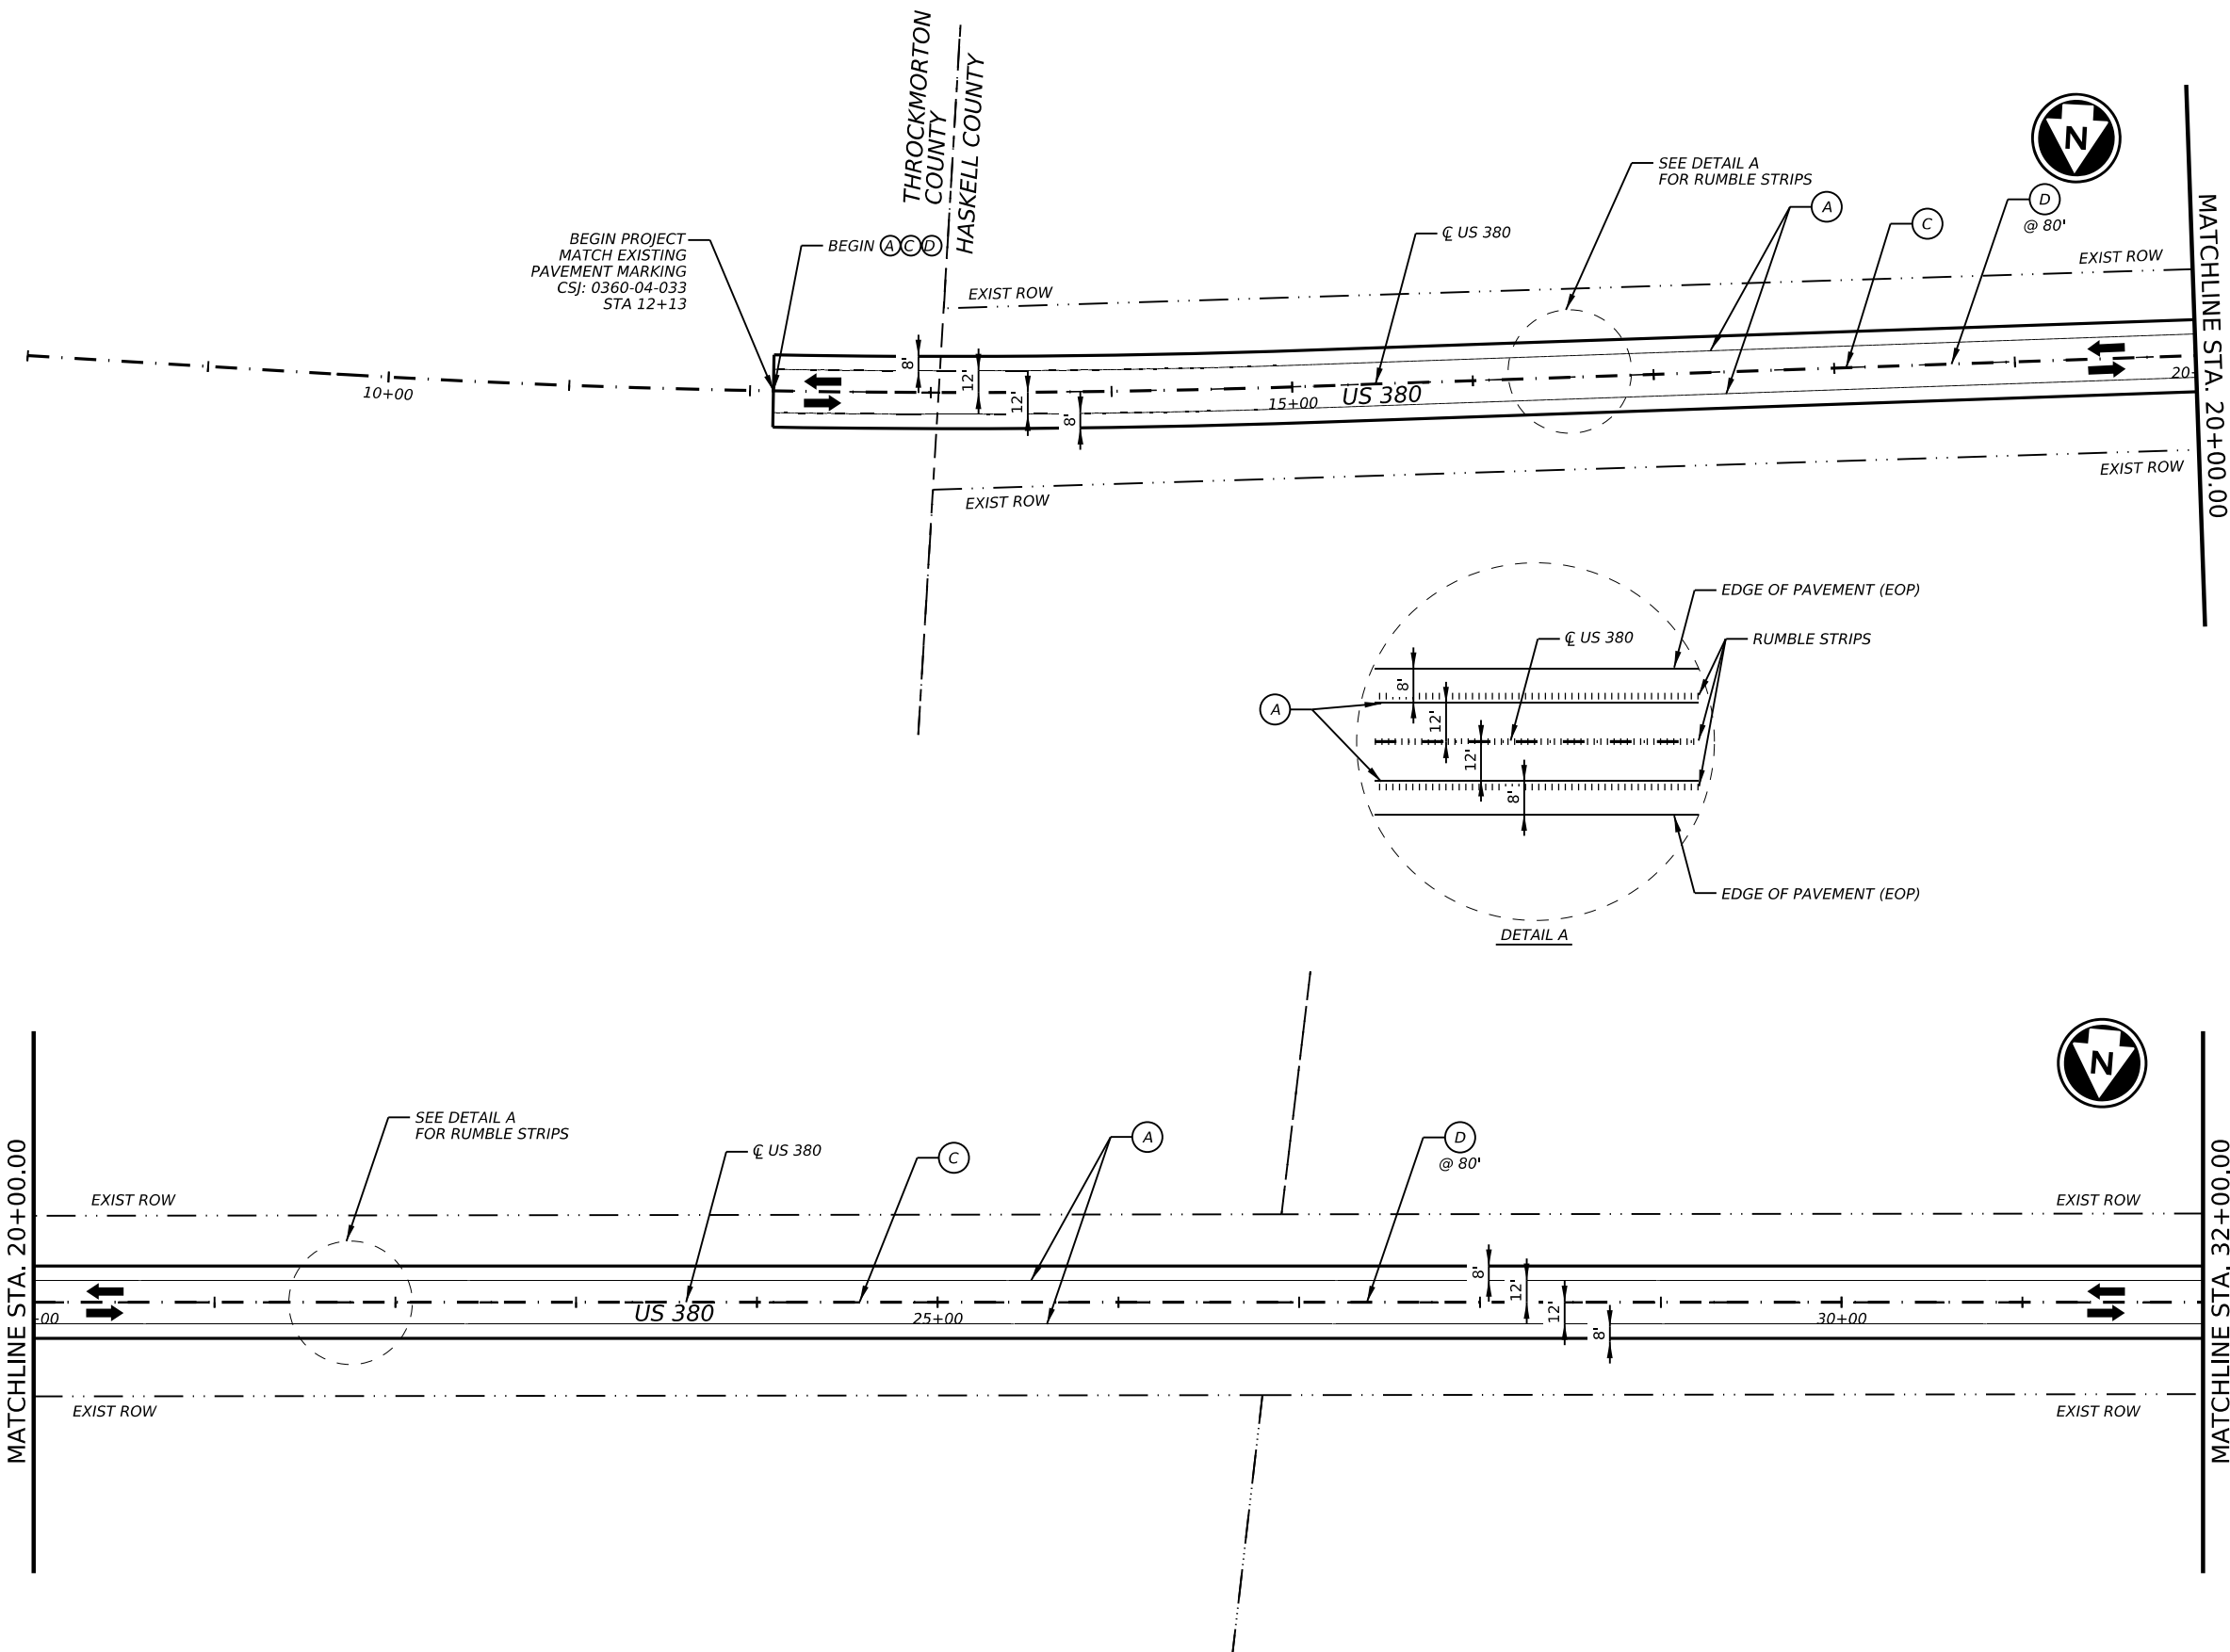 THROCKMORTON
COUNTY
HASKELL COUNTY
N
MATCHLINE STA. 20+00.00
SEE DETAIL A
FOR RUMBLE STRIPS
A
C
D
@ 80'
℄ US 380
BEGIN PROJECT
MATCH EXISTING
PAVEMENT MARKING
CSJ: 0360-04-033
STA 12+13
BEGIN A C D
EXIST ROW
EXIST ROW
10+00
8'
12'
12'
8'
15+00
US 380
20
EXIST ROW
EXIST ROW
EDGE OF PAVEMENT (EOP)
℄ US 380
RUMBLE STRIPS
A
8'
12'
12'
8'
EDGE OF PAVEMENT (EOP)
DETAIL A
N
MATCHLINE STA. 20+00.00
SEE DETAIL A
FOR RUMBLE STRIPS
℄ US 380
C
A
D
@ 80'
MATCHLINE STA. 32+00.00
EXIST ROW
EXIST ROW
-00
US 380
25+00
8'
12'
12'
8'
30+00
EXIST ROW
EXIST ROW